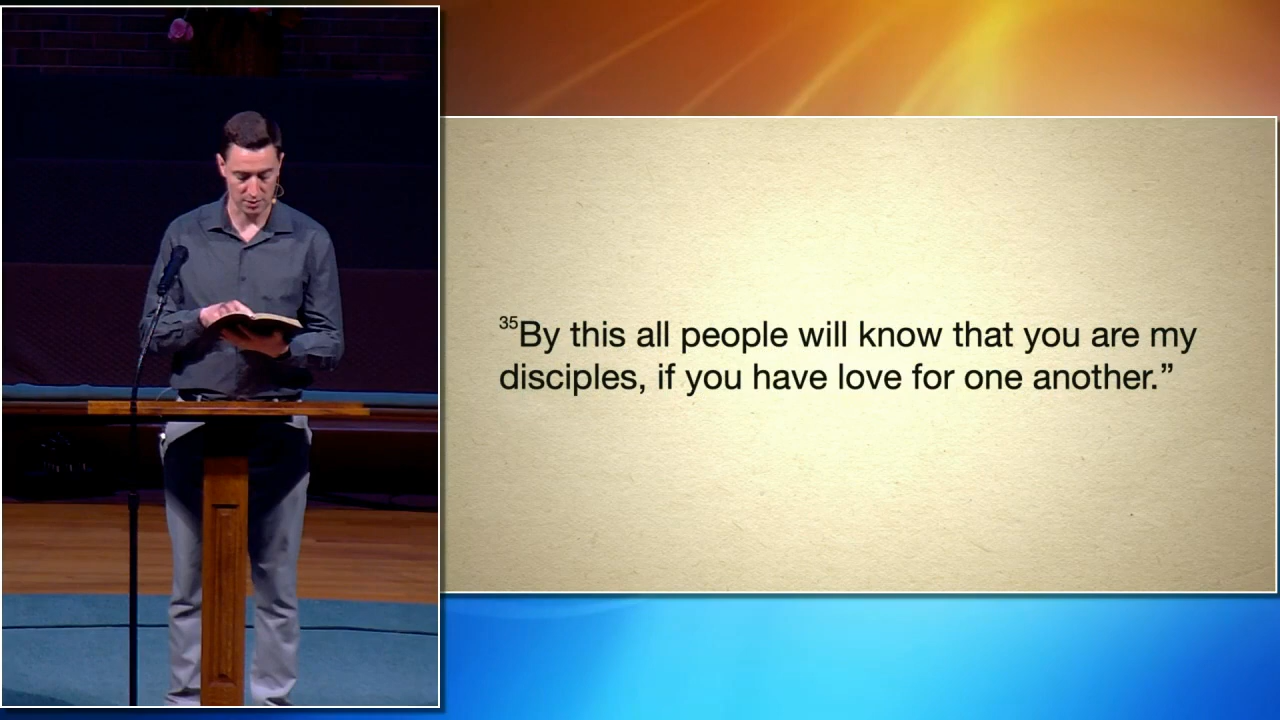 ³⁵By this all people will know that you are my
disciples, if you have love for one another.”